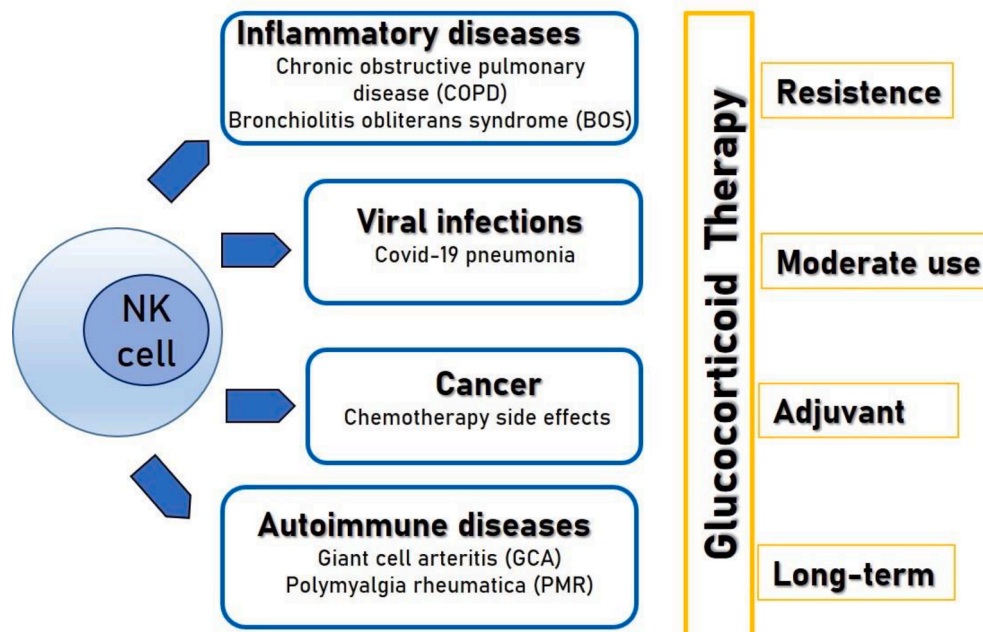 Inflammatory diseases
Chronic obstructive pulmonary
disease (COPD)
Bronchiolitis obliterans syndrome (BOS)
Viral infections
Covid-19 pneumonia
NK
cell
Cancer
Chemotherapy side effects
Autoimmune diseases
Giant cell arteritis (GCA)
Polymyalgia rheumatica (PMR)
Glucocorticoid Therapy
Resistence
Moderate use
Adjuvant
Long-term